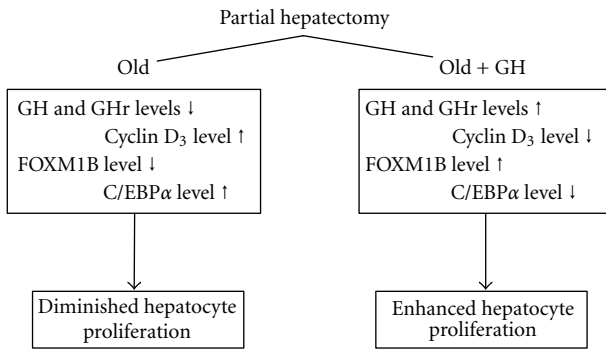 Partial hepatectomy
Old
GH and GHr levels ↓
Cyclin D₃ level ↑
FOXM1B level ↓
C/EBPα level ↑
Diminished hepatocyte
proliferation
Old + GH
GH and GHr levels ↑
Cyclin D₃ level ↓
FOXM1B level ↑
C/EBPα level ↓
Enhanced hepatocyte
proliferation